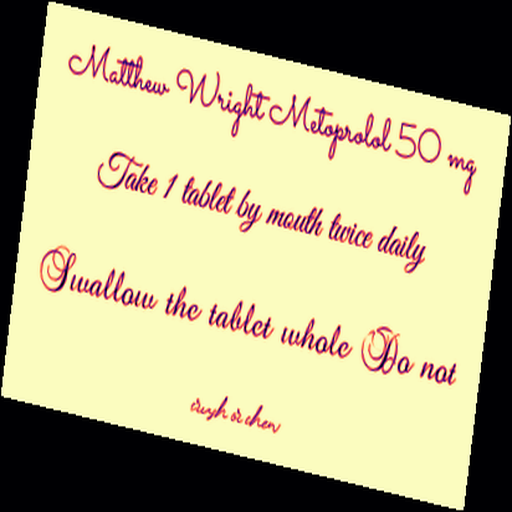 Matthew Wright Metoprolol 50 mg
Take 1 tablet by mouth twice daily
Swallow the tablet whole Do not
crush or chew